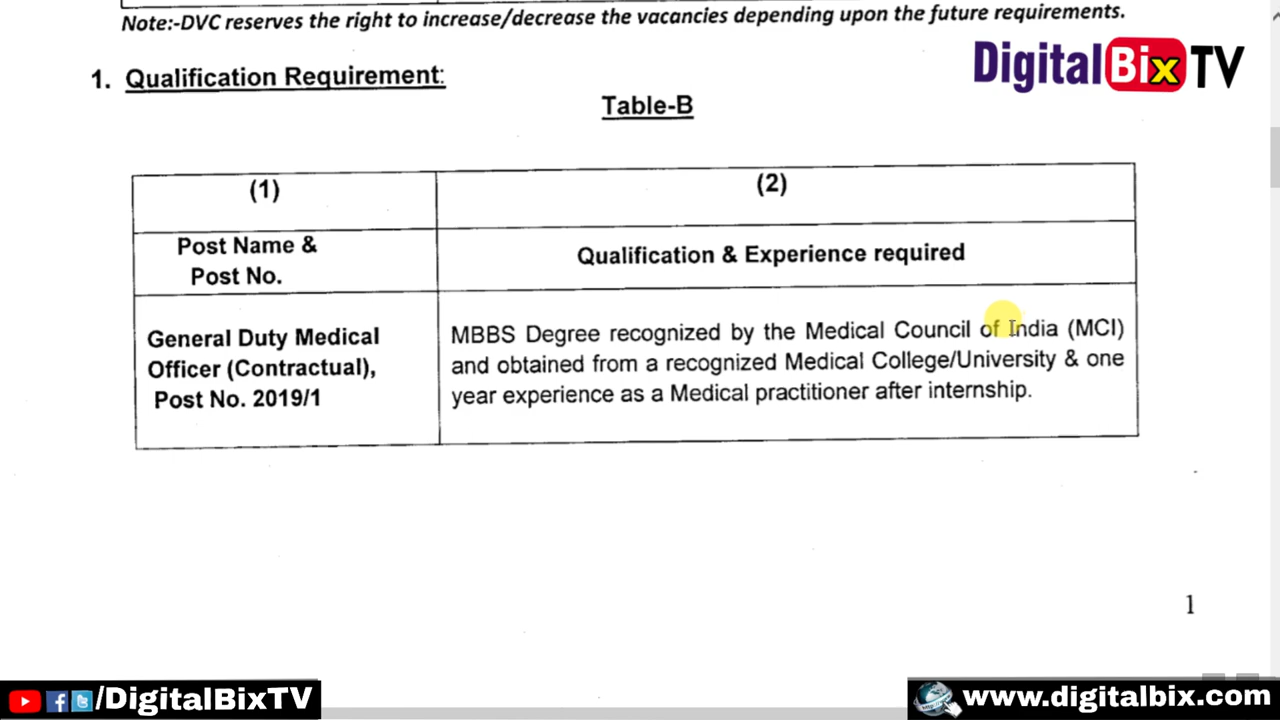 Note:-DVC reserves the right to increase/decrease the vacancies depending upon the future requirements.
DigitalBixTV
1. Qualification Requirement:
Table-B
(1)
(2)
Post Name &
Post No.
Qualification & Experience required
General Duty Medical
Officer (Contractual),
Post No. 2019/1
MBBS Degree recognized by the Medical Council of India (MCI)
and obtained from a recognized Medical College/University & one
year experience as a Medical practitioner after internship.
1
/DigitalBixTV
www.digitalbix.com